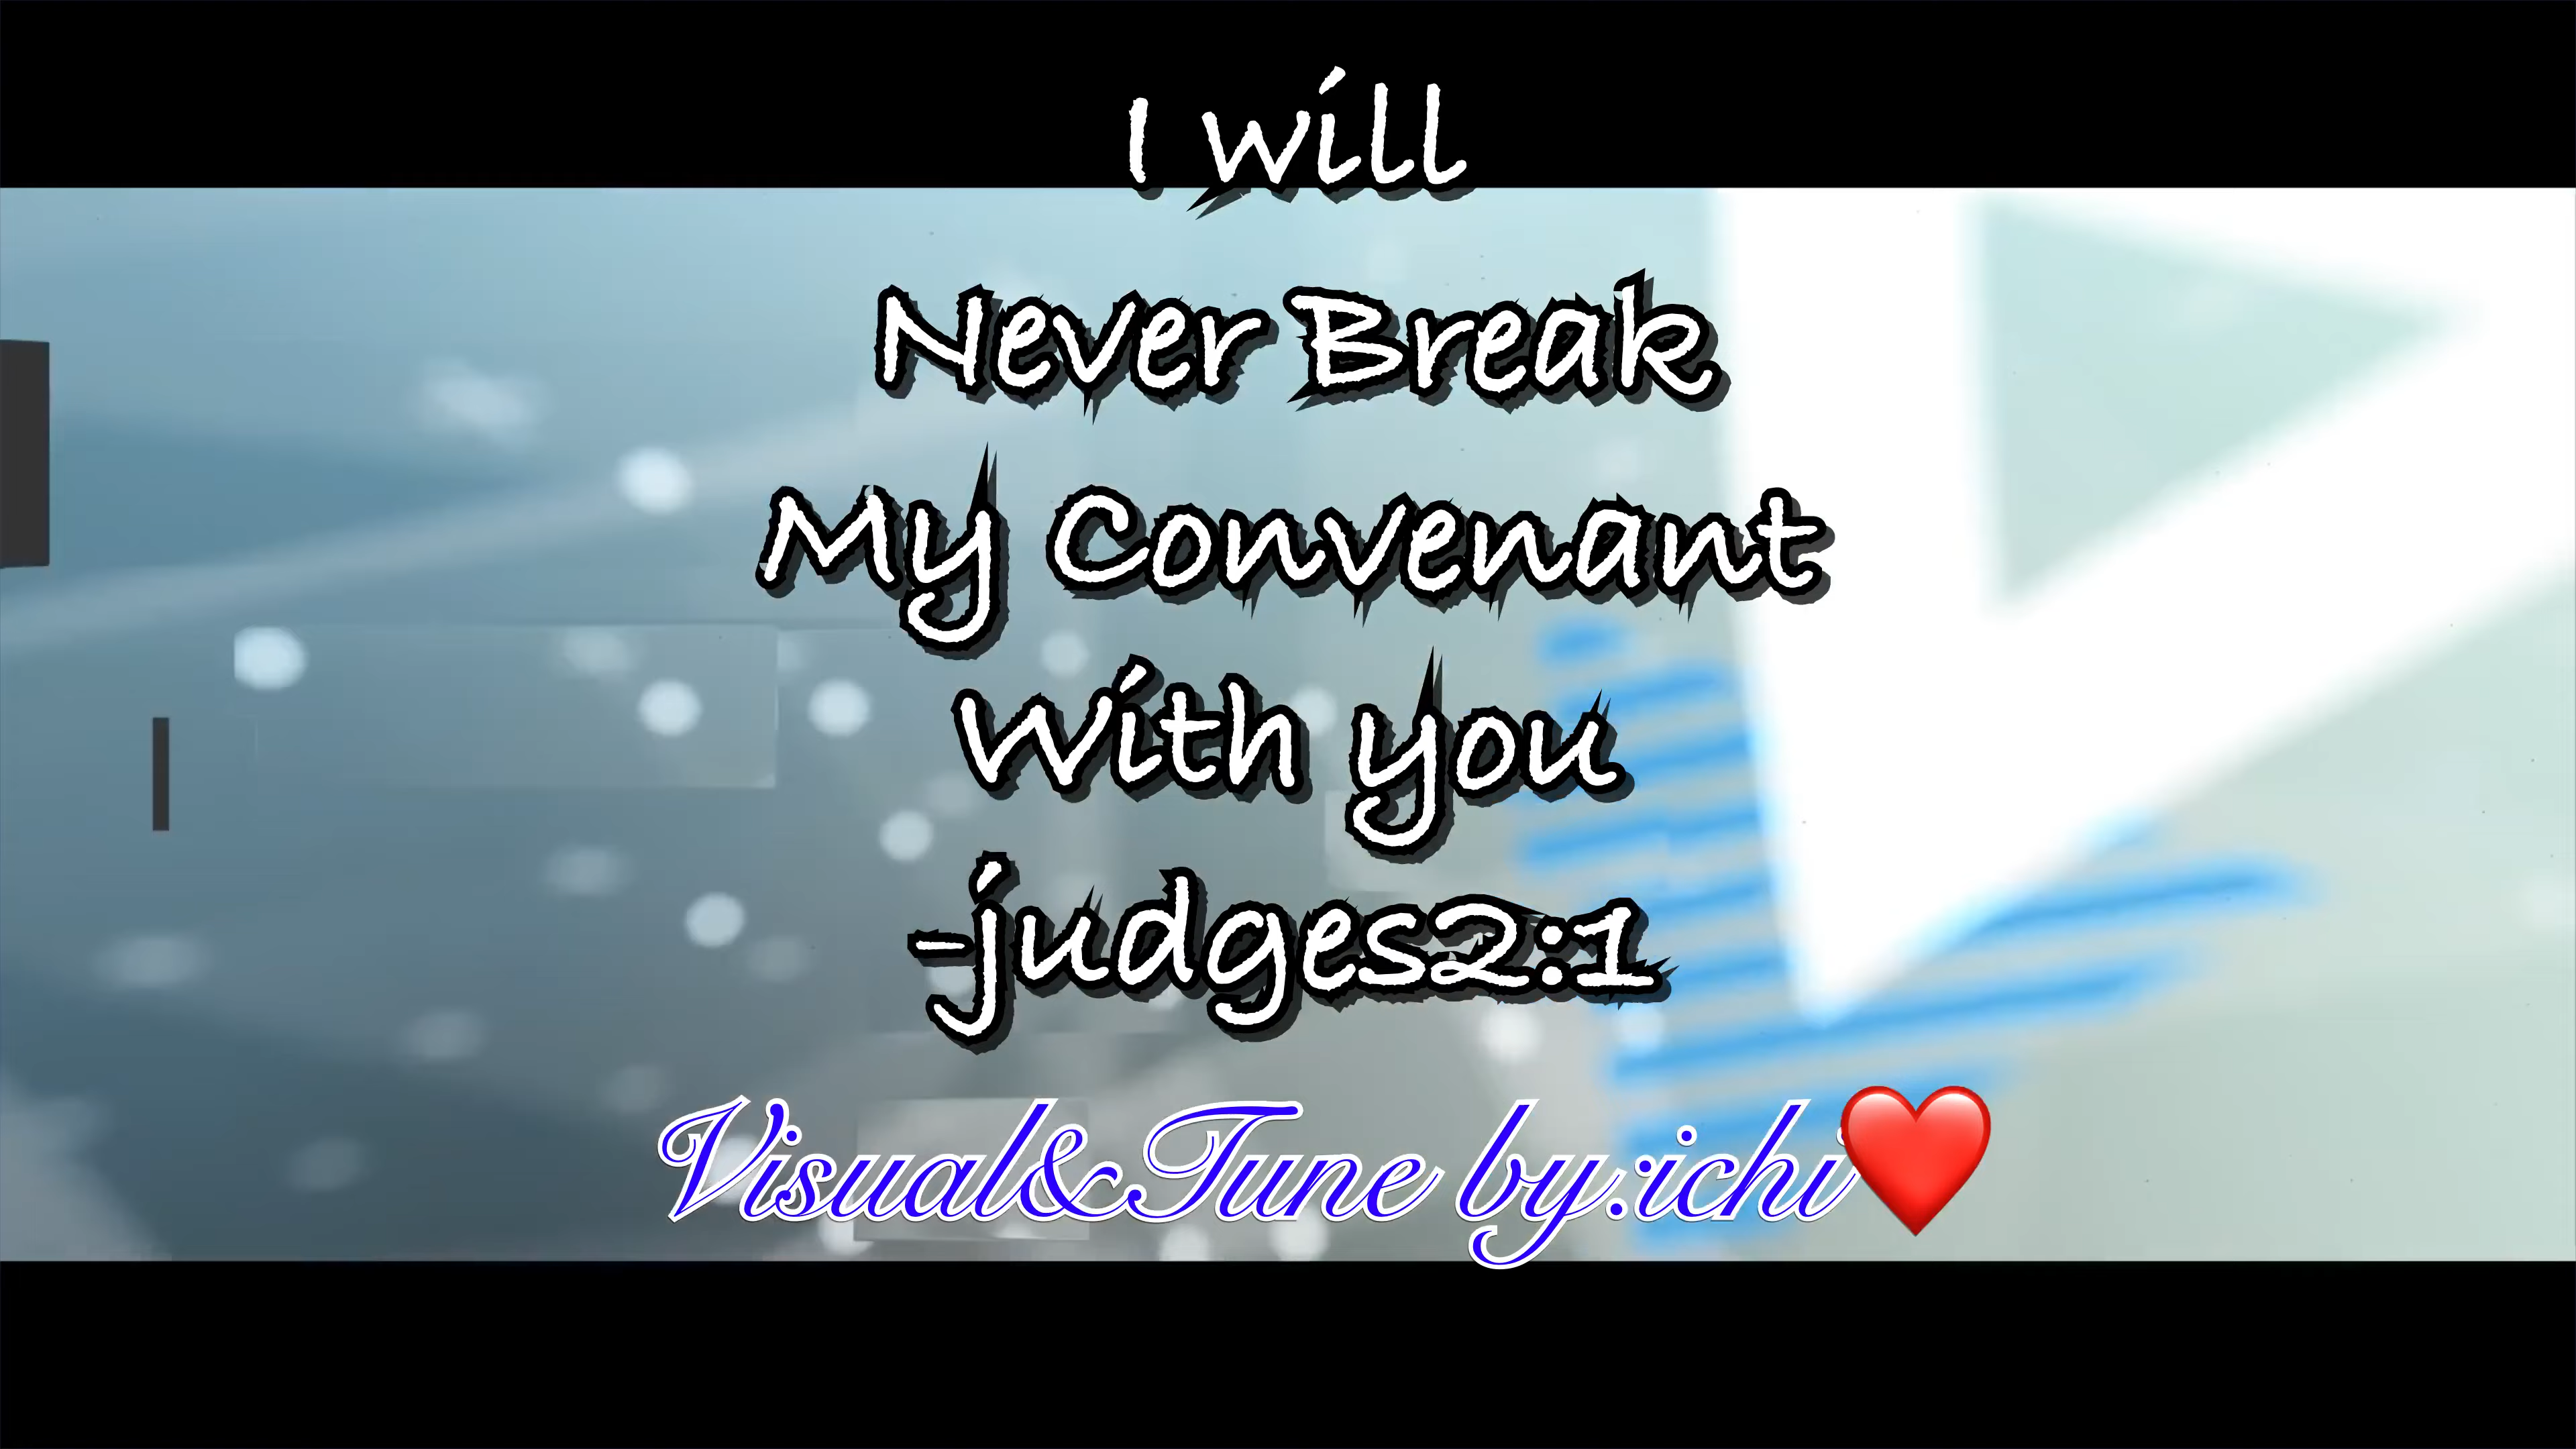 I will
Never Break
My Convenant
With you
-judges2:1
Visual&Tune by:ichi❤️